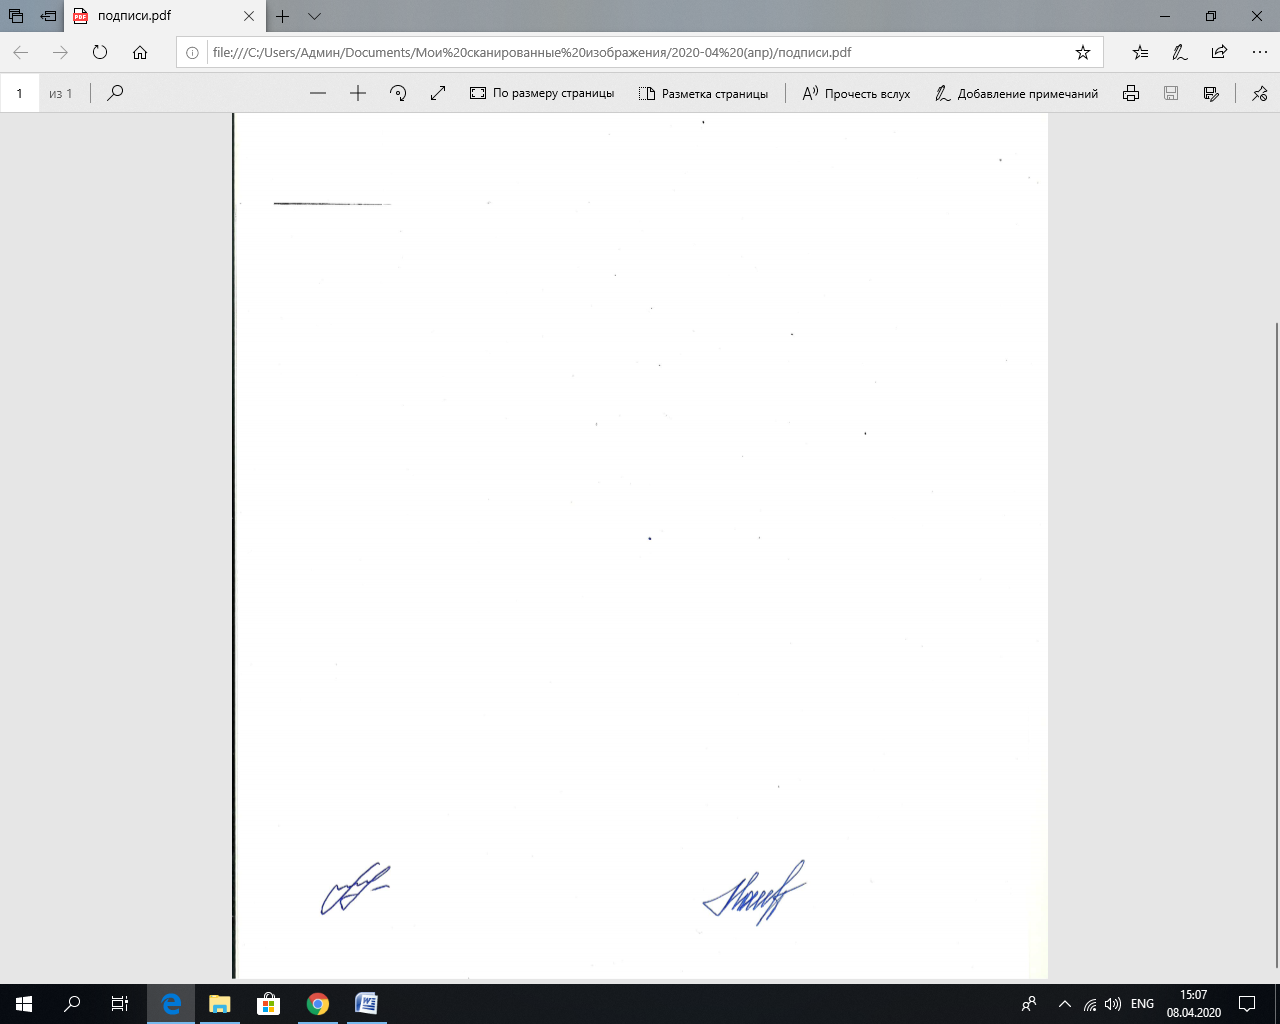 подписи.pdf
file:///C:/Users/Админ/Documents/Мои%20сканированные%20изображения/2020-04%20(апр)/подписи.pdf
1 из 1 По размеру страницы Разметка страницы Прочесть вслух Добавление примечаний
ENG 15:07
08.04.2020